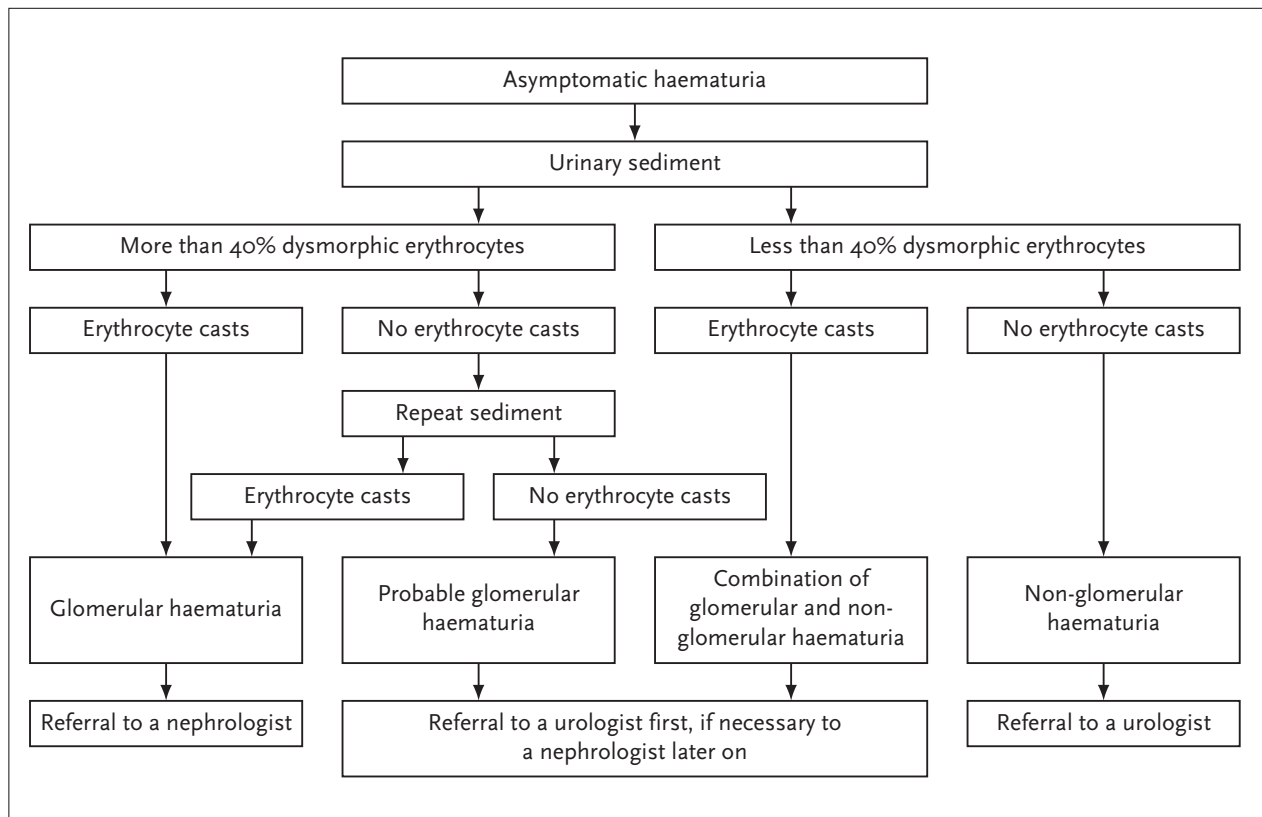 Asymptomatic haematuria
Urinary sediment
More than 40% dysmorphic erythrocytes
Less than 40% dysmorphic erythrocytes
Erythrocyte casts
No erythrocyte casts
Erythrocyte casts
No erythrocyte casts
Repeat sediment
Erythrocyte casts
No erythrocyte casts
Glomerular haematuria
Probable glomerular
haematuria
Combination of
glomerular and non-
glomerular haematuria
Non-glomerular
haematuria
Referral to a nephrologist
Referral to a urologist first, if necessary to
a nephrologist later on
Referral to a urologist